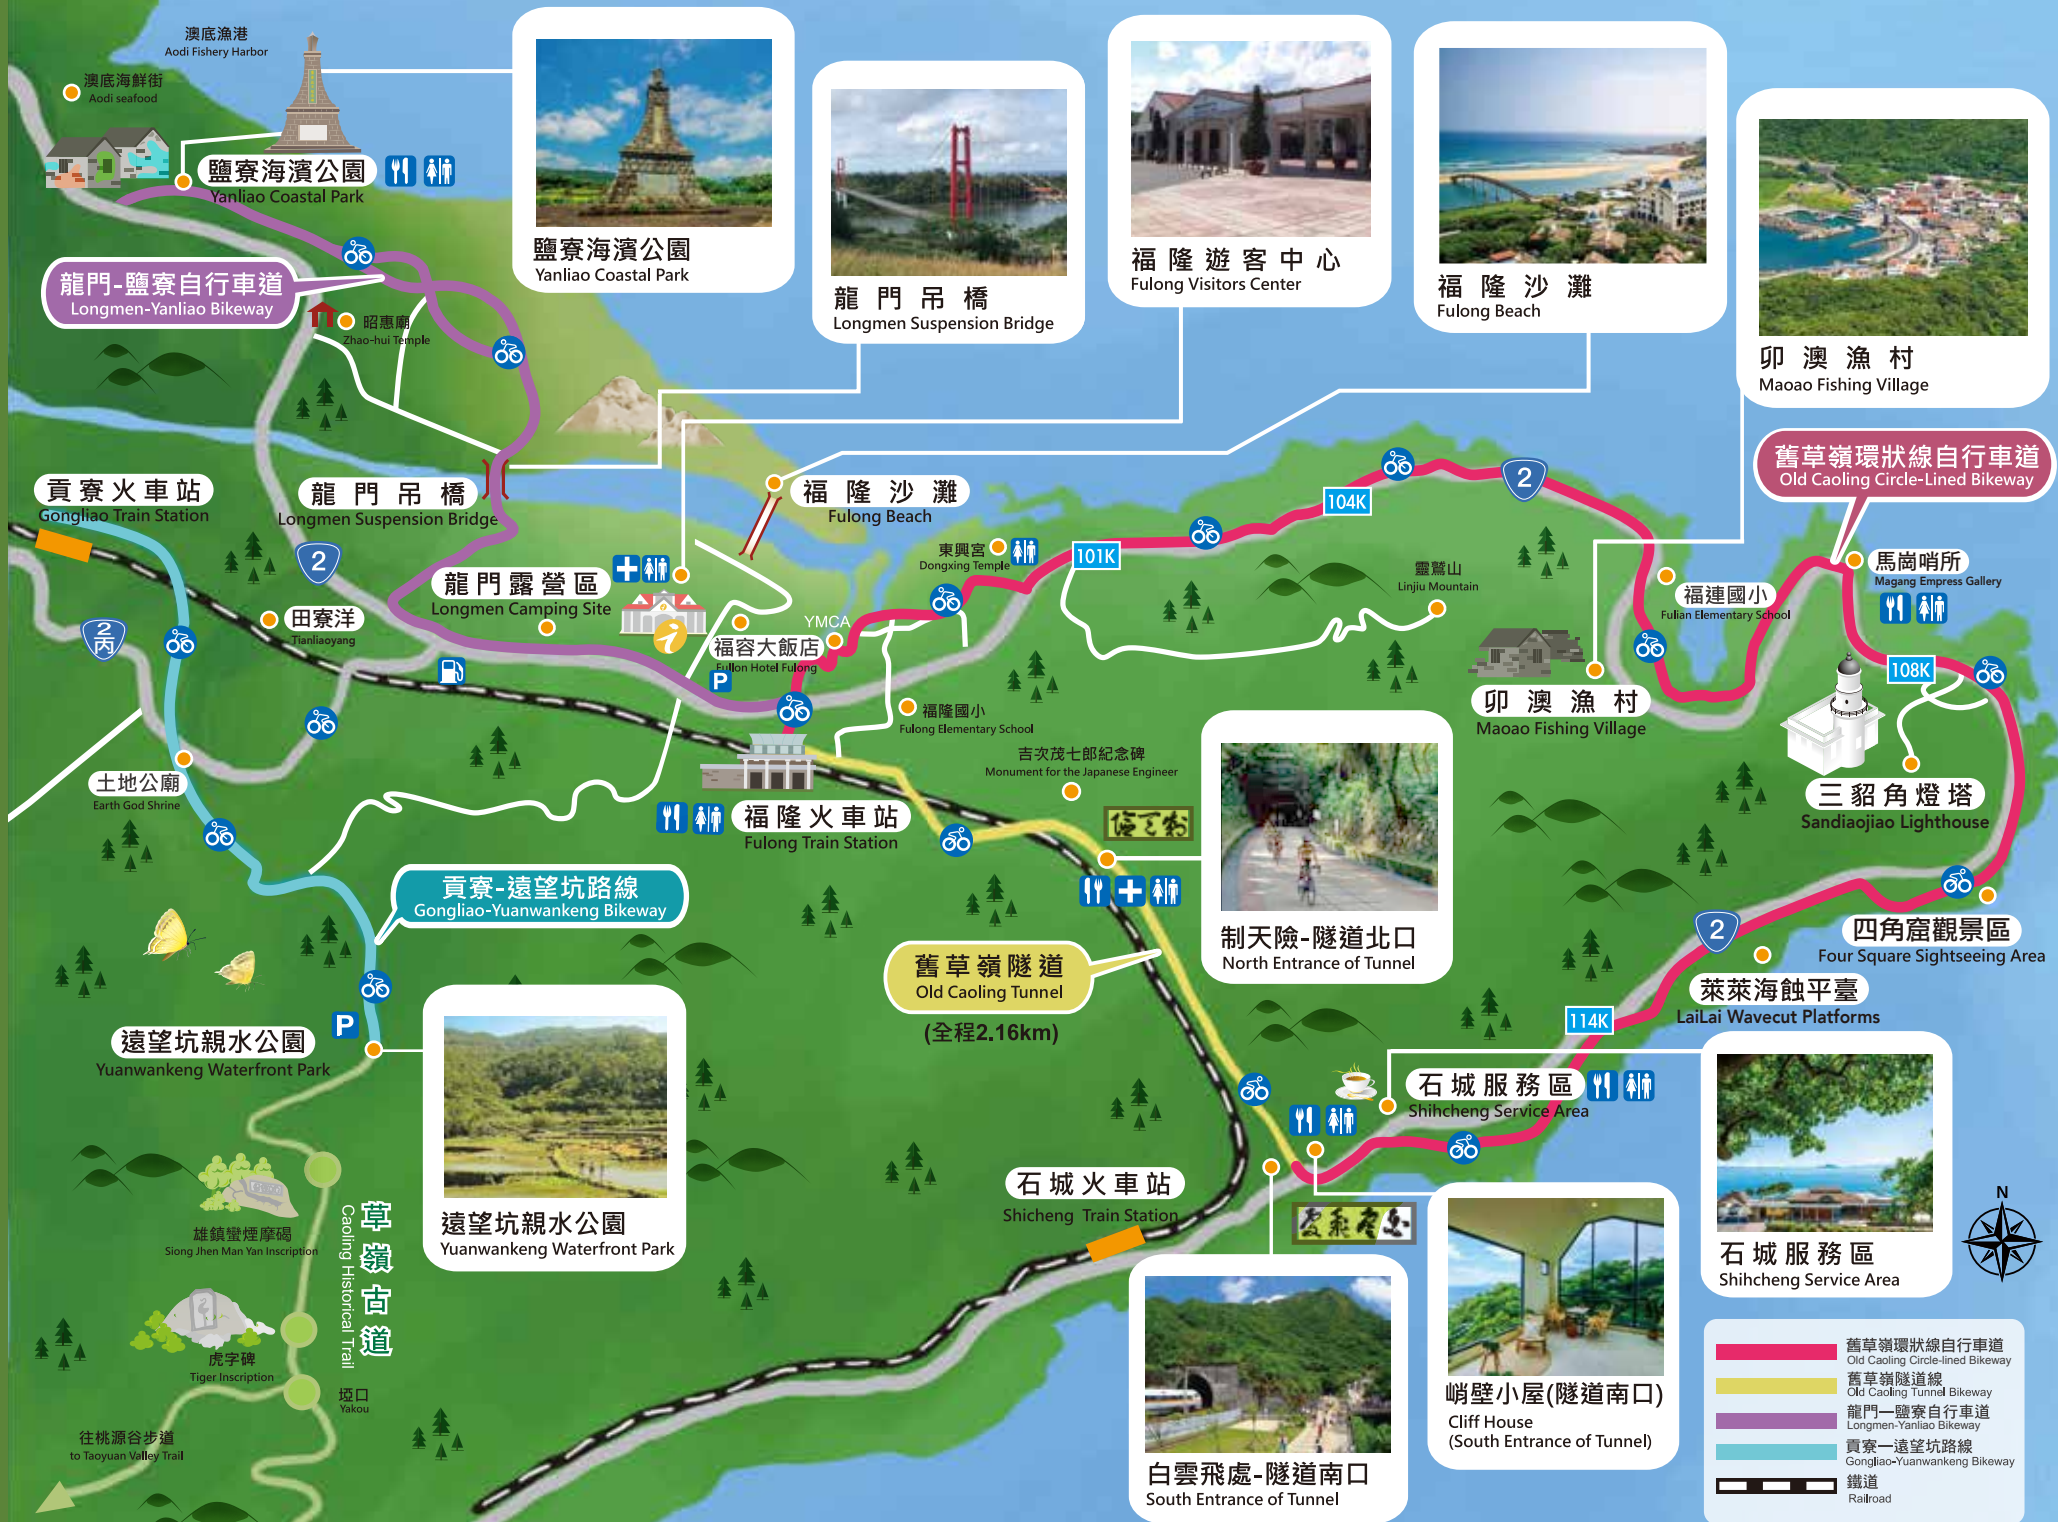 澳底漁港
Aodi Fishery Harbor
澳底海鮮街
Aodi seafood
鹽寮海濱公園
Yanliao Coastal Park
鹽寮海濱公園
Yanliao Coastal Park
龍門吊橋
Longmen Suspension Bridge
福隆遊客中心
Fulong Visitors Center
福隆沙灘
Fulong Beach
卯澳漁村
Maoao Fishing Village
龍門-鹽寮自行車道
Longmen-Yanliao Bikeway
昭惠廟
Zhao-hui Temple
舊草嶺環狀線自行車道
Old Caoling Circle-Lined Bikeway
貢寮火車站
Gongliao Train Station
龍門吊橋
Longmen Suspension Bridge
福隆沙灘
Fulong Beach
2
104K
2
101K
東興宮
Dongxing Temple
靈鷲山
Linjiu Mountain
馬崗哨所
Magang Empress Gallery
福連國小
Fulian Elementary School
龍門露營區
Longmen Camping Site
田寮洋
Tianliaoyang
2
丙
YMCA
福容大飯店
Fullon Hotel Fulong
P
福隆國小
Fulong Elementary School
卯澳漁村
Maoao Fishing Village
108K
吉次茂七郎紀念碑
Monument for the Japanese Engineer
土地公廟
Earth God Shrine
三貂角燈塔
Sandiaojiao Lighthouse
福隆火車站
Fulong Train Station
貢寮-遠望坑路線
Gongliao-Yuanwankeng Bikeway
制天險-隧道北口
North Entrance of Tunnel
舊草嶺隧道
Old Caoling Tunnel
(全程2.16km)
2
四角窟觀景區
Four Square Sightseeing Area
萊萊海蝕平臺
LaiLai Wavecut Platforms
114K
P
遠望坑親水公園
Yuanwankeng Waterfront Park
石城服務區
Shihcheng Service Area
遠望坑親水公園
Yuanwankeng Waterfront Park
石城火車站
Shicheng Train Station
雄鎮蠻煙摩碣
Siong Jhen Man Yan Inscription
草嶺古道
Caoling Historical Trail
虎字碑
Tiger Inscription
埡口
Yakou
往桃源谷步道
to Taoyuan Valley Trail
白雲飛處-隧道南口
South Entrance of Tunnel
峭壁小屋(隧道南口)
Cliff House
(South Entrance of Tunnel)
石城服務區
Shihcheng Service Area
N
舊草嶺環狀線自行車道
Old Caoling Circle-lined Bikeway
舊草嶺隧道線
Old Caoling Tunnel Bikeway
龍門—鹽寮自行車道
Longmen-Yanliao Bikeway
貢寮—遠望坑路線
Gongliao-Yuanwankeng Bikeway
鐵道
Railroad